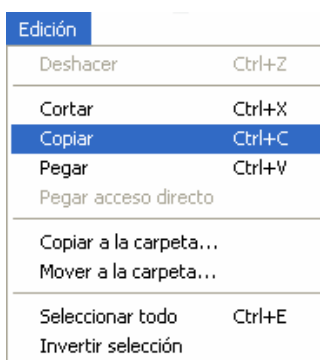 Edición
Deshacer Ctrl+Z
Cortar Ctrl+X
Copiar Ctrl+C
Pegar Ctrl+V
Pegar acceso directo
Copiar a la carpeta...
Mover a la carpeta...
Seleccionar todo Ctrl+E
Invertir selección